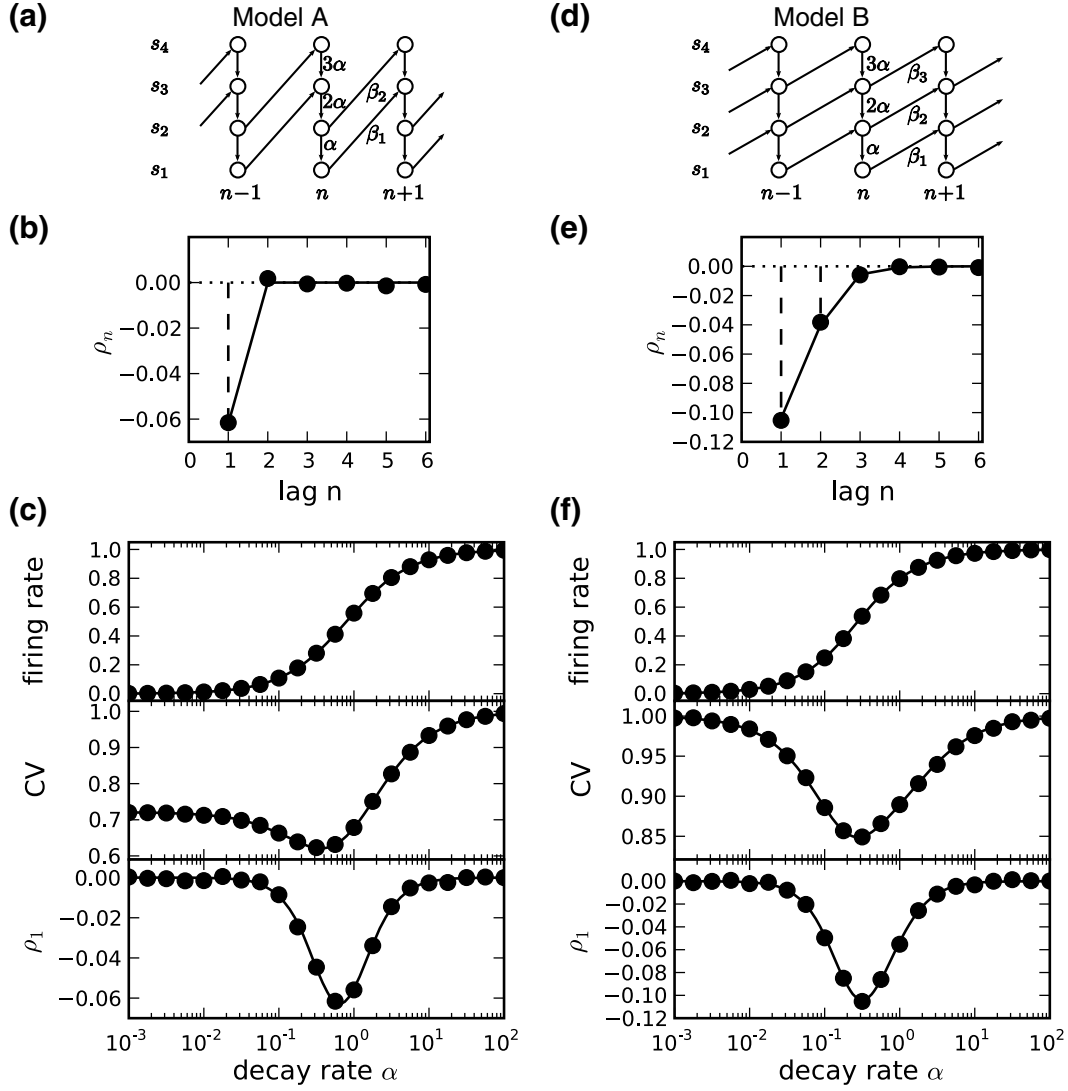 (a) Model A
s₄
s₃
s₂
s₁
3α
2α
α
β₂
β₁
n−1 n n+1
(d) Model B
s₄
s₃
s₂
s₁
3α
2α
α
β₃
β₂
β₁
n−1 n n+1
(b)
0.00
−0.02
−0.04
−0.06
ρₙ
0 1 2 3 4 5 6
lag n
(e)
0.00
−0.02
−0.04
−0.06
−0.08
−0.10
−0.12
ρₙ
0 1 2 3 4 5 6
lag n
(c)
1.0
0.8
0.6
0.4
0.2
0.0
firing rate
1.0
0.9
0.8
0.7
0.6
CV
0.00
−0.02
−0.04
−0.06
ρ₁
10⁻³ 10⁻² 10⁻¹ 10⁰ 10¹ 10²
decay rate α
(f)
1.0
0.8
0.6
0.4
0.2
0.0
firing rate
1.00
0.95
0.90
0.85
CV
0.00
−0.02
−0.04
−0.06
−0.08
−0.10
−0.12
ρ₁
10⁻³ 10⁻² 10⁻¹ 10⁰ 10¹ 10²
decay rate α